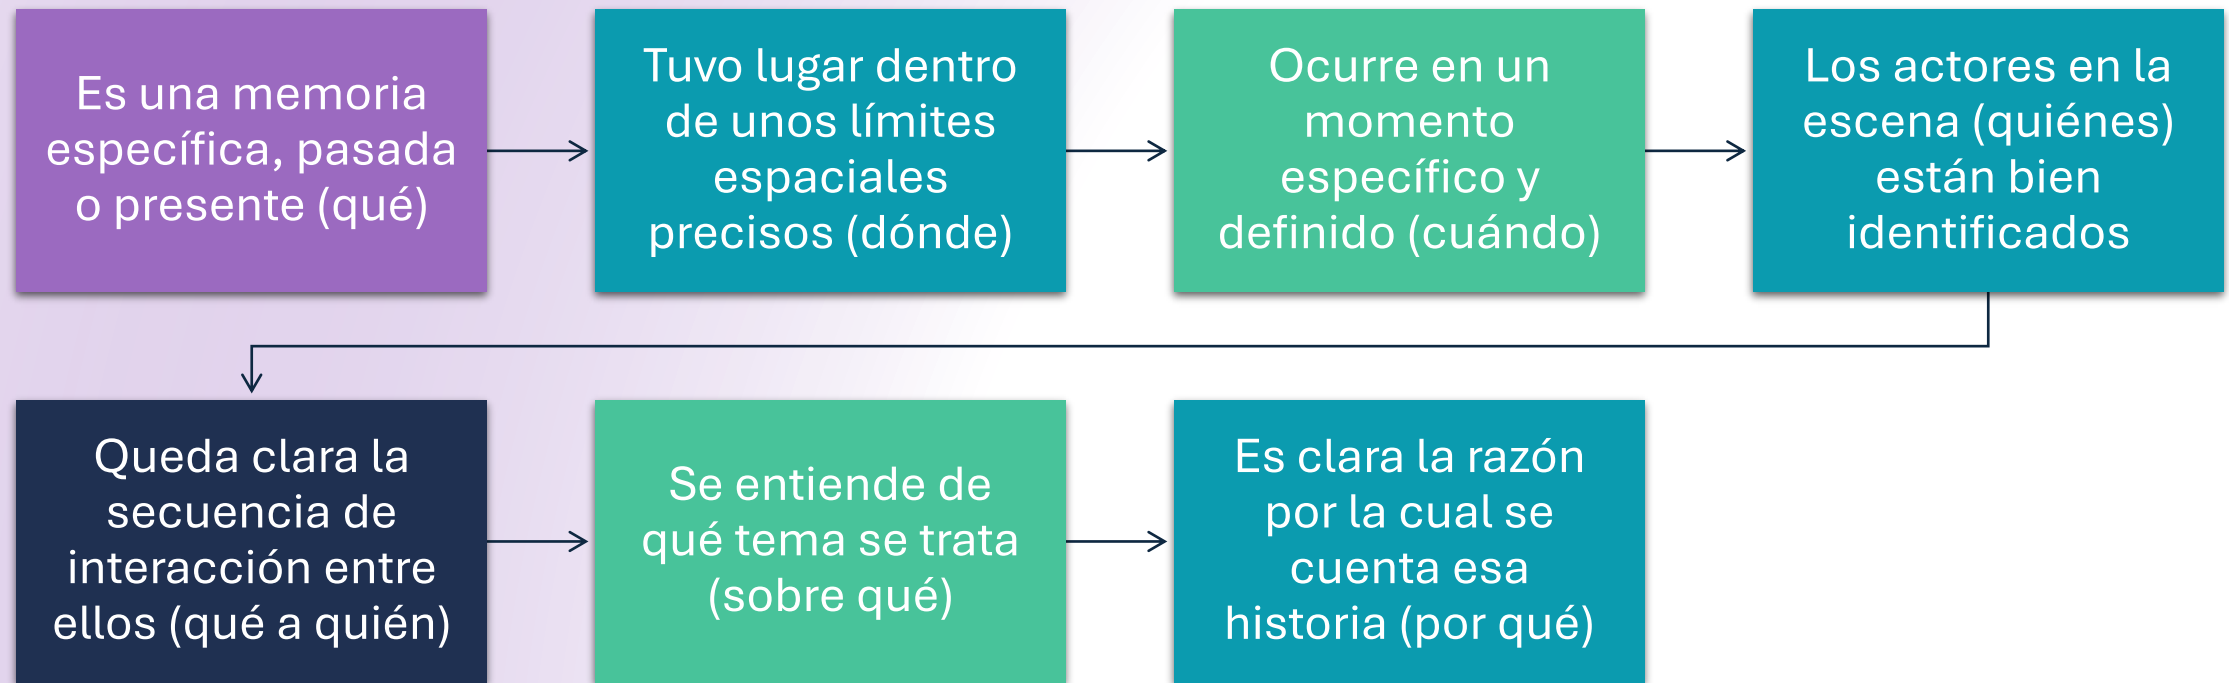 Es una memoria
específica, pasada
o presente (qué)
Tuvo lugar dentro
de unos límites
espaciales
precisos (dónde)
Ocurre en un
momento
específico y
definido (cuándo)
Los actores en la
escena (quiénes)
están bien
identificados
Queda clara la
secuencia de
interacción entre
ellos (qué a quién)
Se entiende de
qué tema se trata
(sobre qué)
Es clara la razón
por la cual se
cuenta esa
historia (por qué)